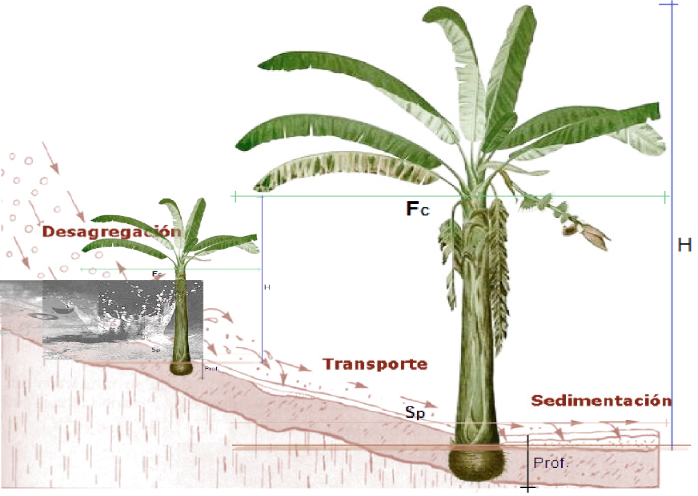 Fc
Desagregación
H
Fc
H
Sp
Prof.
Transporte
Sp
Sedimentación
Prof.